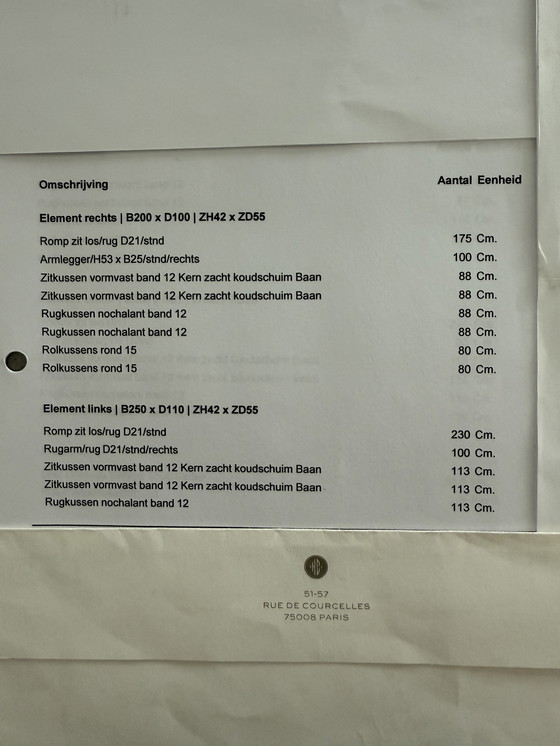 Omschrijving Aantal Eenheid
Element rechts | B200 x D100 | ZH42 x ZD55
Romp zit los/rug D21/stnd 175 Cm.
Armlegger/H53 x B25/stnd/rechts 100 Cm.
Zitkussen vormvast band 12 Kern zacht koudschuim Baan 88 Cm.
Zitkussen vormvast band 12 Kern zacht koudschuim Baan 88 Cm.
Rugkussen nochalant band 12 88 Cm.
Rugkussen nochalant band 12 88 Cm.
Rolkussens rond 15 80 Cm.
Rolkussens rond 15 80 Cm.
Element links | B250 x D110 | ZH42 x ZD55
Romp zit los/rug D21/stnd 230 Cm.
Rugarm/rug D21/stnd/rechts 100 Cm.
Zitkussen vormvast band 12 Kern zacht koudschuim Baan 113 Cm.
Zitkussen vormvast band 12 Kern zacht koudschuim Baan 113 Cm.
Rugkussen nochalant band 12 113 Cm.
51-57
RUE DE COURCELLES
75008 PARIS